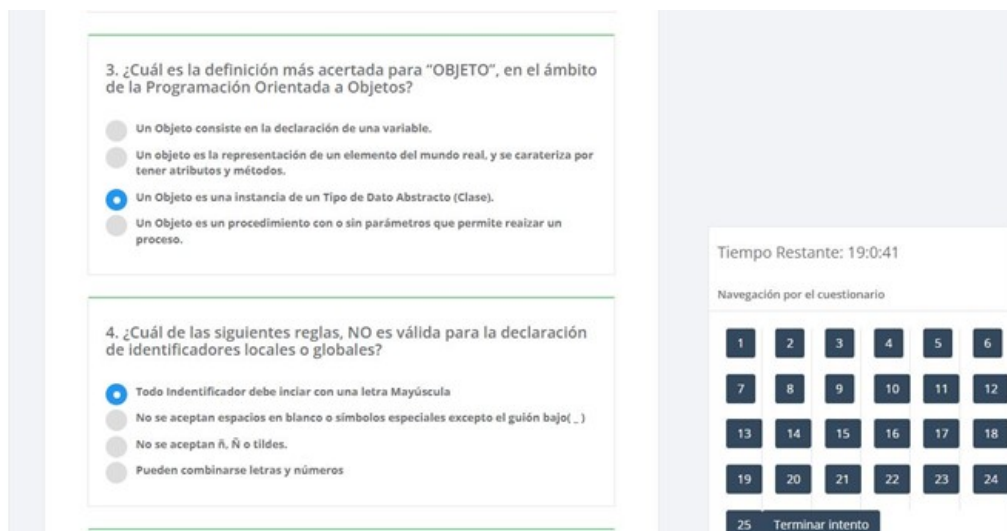 3. ¿Cuál es la definición más acertada para “OBJETO”, en el ámbito
de la Programación Orientada a Objetos?
Un Objeto consiste en la declaración de una variable.
Un objeto es la representación de un elemento del mundo real, y se carateriza por
tener atributos y métodos.
Un Objeto es una instancia de un Tipo de Dato Abstracto (Clase).
Un Objeto es un procedimiento con o sin parámetros que permite reaizar un
proceso.
4. ¿Cuál de las siguientes reglas, NO es válida para la declaración
de identificadores locales o globales?
Todo Indentificador debe inciar con una letra Mayúscula
No se aceptan espacios en blanco o símbolos especiales excepto el guión bajo( _ )
No se aceptan ñ, Ñ o tildes.
Pueden combinarse letras y números
Tiempo Restante: 19:0:41
Navegación por el cuestionario
1 2 3 4 5 6
7 8 9 10 11 12
13 14 15 16 17 18
19 20 21 22 23 24
25 Terminar intento